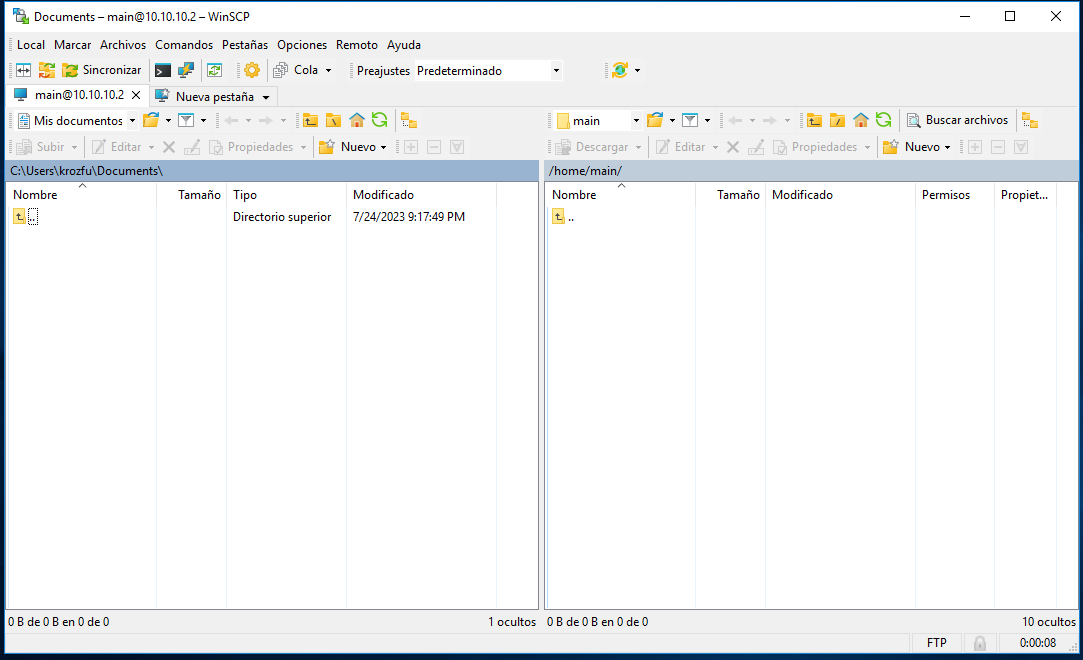 Documents – main@10.10.10.2 – WinSCP
Local Marcar Archivos Comandos Pestañas Opciones Remoto Ayuda
Sincronizar Cola Preajustes Predeterminado
main@10.10.10.2 Nueva pestaña
Mis documentos main Buscar archivos
Subir Editar Propiedades Nuevo Descargar Editar Propiedades Nuevo
C:\Users\krozfu\Documents\ /home/main/
Nombre Tamaño Tipo Modificado Nombre Tamaño Modificado Permisos Propiet...
.. Directorio superior 7/24/2023 9:17:49 PM ..
0 B de 0 B en 0 de 0 1 ocultos 0 B de 0 B en 0 de 0 10 ocultos
FTP 0:00:08